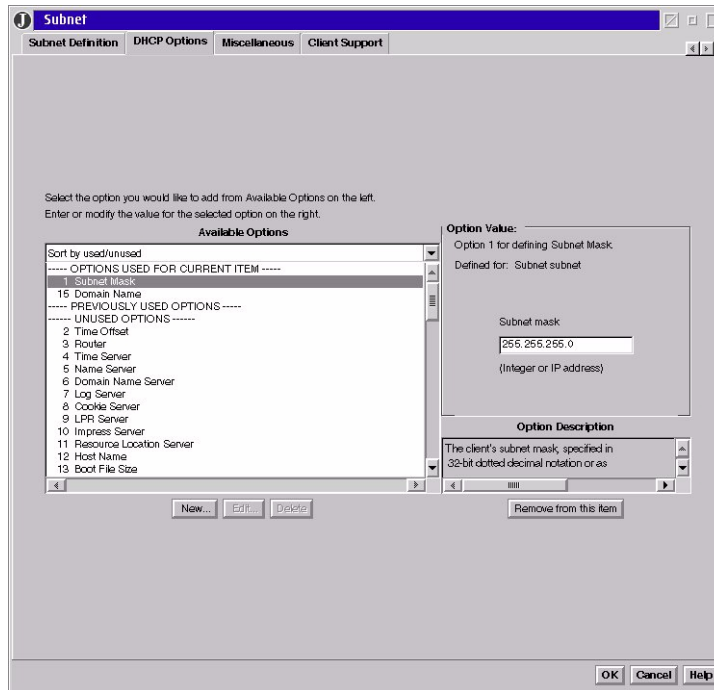 J Subnet
Subnet Definition DHCP Options Miscellaneous Client Support
Select the option you would like to add from Available Options on the left.
Enter or modify the value for the selected option on the right.
Available Options
Sort by used/unused
----- OPTIONS USED FOR CURRENT ITEM -----
1 Subnet Mask
15 Domain Name
----- PREVIOUSLY USED OPTIONS -----
------ UNUSED OPTIONS ------
2 Time Offset
3 Router
4 Time Server
5 Name Server
6 Domain Name Server
7 Log Server
8 Cookie Server
9 LPR Server
10 Impress Server
11 Resource Location Server
12 Host Name
13 Boot File Size
New... Edit... Delete
Option Value:
Option 1 for defining Subnet Mask.
Defined for: Subnet subnet
Subnet mask
255.255.255.0
(Integer or IP address)
Option Description
The client's subnet mask, specified in
32-bit dotted decimal notation or as
Remove from this item
OK Cancel Help